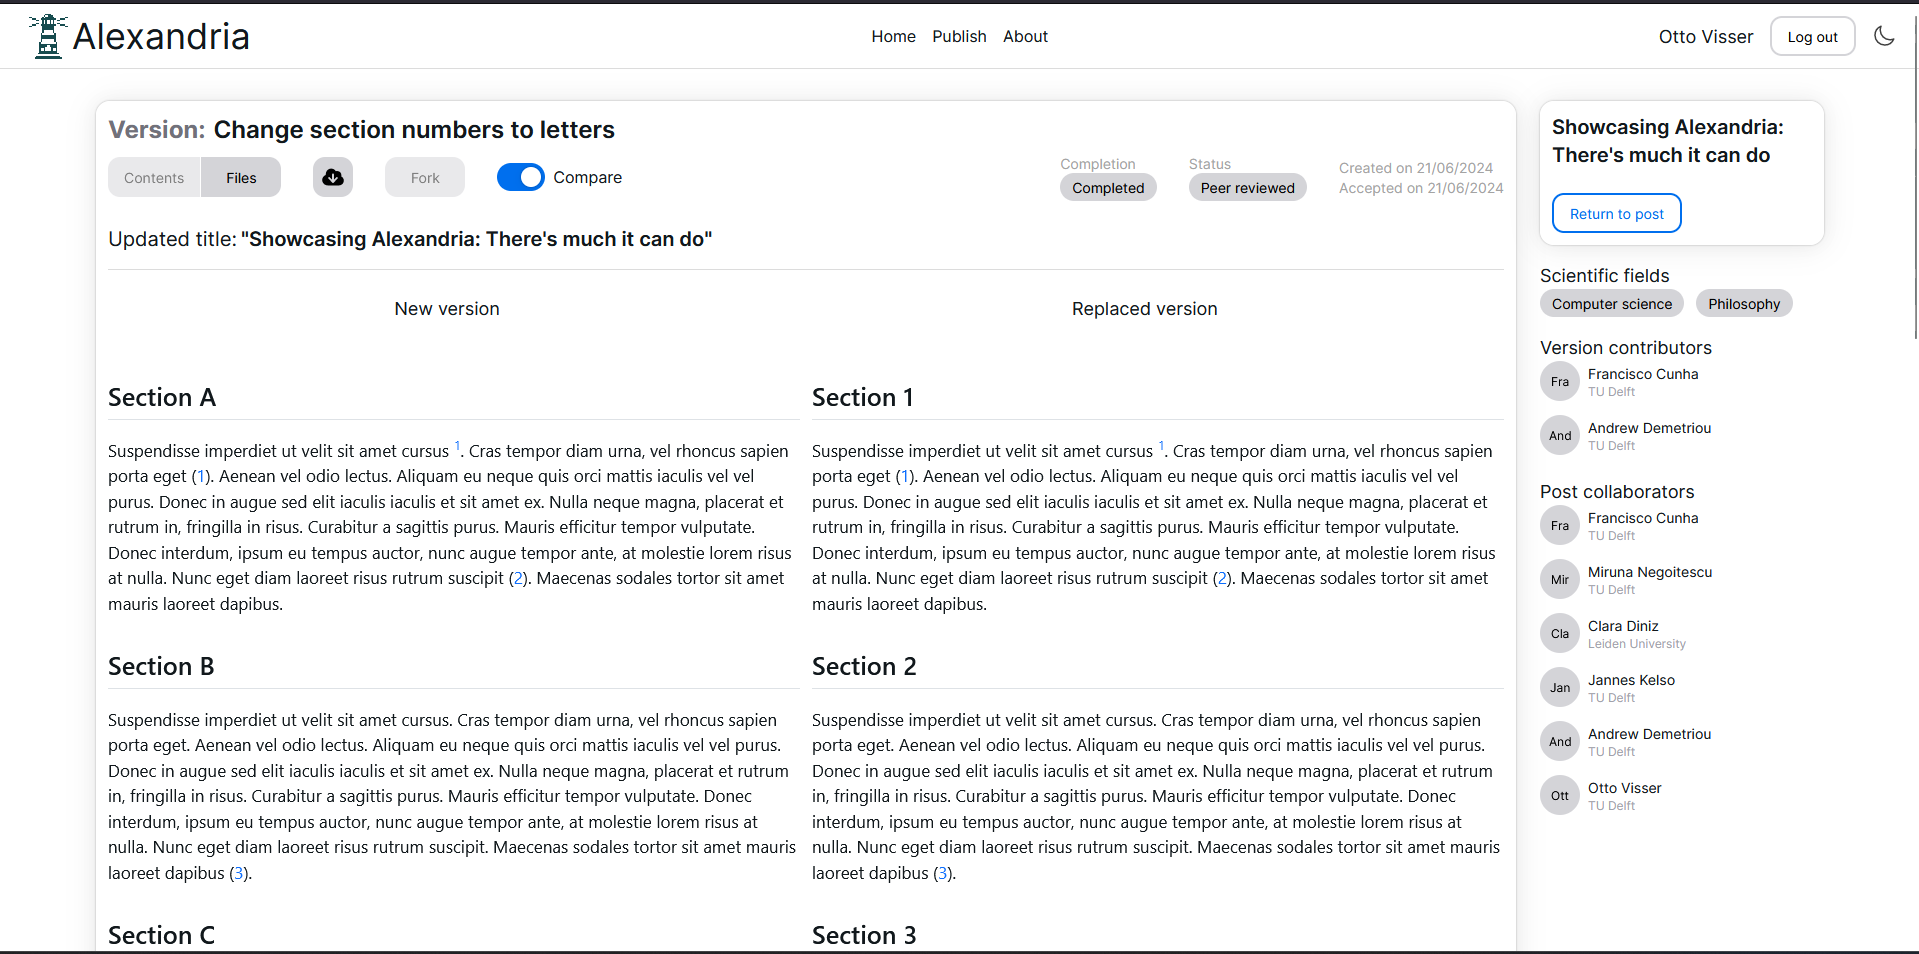 Alexandria
Home Publish About
Otto Visser Log out
Version: Change section numbers to letters
Contents Files Fork Compare
Completion
Completed
Status
Peer reviewed
Created on 21/06/2024
Accepted on 21/06/2024
Updated title: "Showcasing Alexandria: There's much it can do"
New version
Section A
Suspendisse imperdiet ut velit sit amet cursus 1. Cras tempor diam urna, vel rhoncus sapien
porta eget (1). Aenean vel odio lectus. Aliquam eu neque quis orci mattis iaculis vel vel
purus. Donec in augue sed elit iaculis iaculis et sit amet ex. Nulla neque magna, placerat et
rutrum in, fringilla in risus. Curabitur a sagittis purus. Mauris efficitur tempor vulputate.
Donec interdum, ipsum eu tempus auctor, nunc augue tempor ante, at molestie lorem risus
at nulla. Nunc eget diam laoreet risus rutrum suscipit (2). Maecenas sodales tortor sit amet
mauris laoreet dapibus.
Section B
Suspendisse imperdiet ut velit sit amet cursus. Cras tempor diam urna, vel rhoncus sapien
porta eget. Aenean vel odio lectus. Aliquam eu neque quis orci mattis iaculis vel vel purus.
Donec in augue sed elit iaculis iaculis et sit amet ex. Nulla neque magna, placerat et rutrum
in, fringilla in risus. Curabitur a sagittis purus. Mauris efficitur tempor vulputate. Donec
interdum, ipsum eu tempus auctor, nunc augue tempor ante, at molestie lorem risus at
nulla. Nunc eget diam laoreet risus rutrum suscipit. Maecenas sodales tortor sit amet mauris
laoreet dapibus (3).
Section C
Replaced version
Section 1
Suspendisse imperdiet ut velit sit amet cursus 1. Cras tempor diam urna, vel rhoncus sapien
porta eget (1). Aenean vel odio lectus. Aliquam eu neque quis orci mattis iaculis vel vel
purus. Donec in augue sed elit iaculis iaculis et sit amet ex. Nulla neque magna, placerat et
rutrum in, fringilla in risus. Curabitur a sagittis purus. Mauris efficitur tempor vulputate.
Donec interdum, ipsum eu tempus auctor, nunc augue tempor ante, at molestie lorem risus
at nulla. Nunc eget diam laoreet risus rutrum suscipit (2). Maecenas sodales tortor sit amet
mauris laoreet dapibus.
Section 2
Suspendisse imperdiet ut velit sit amet cursus. Cras tempor diam urna, vel rhoncus sapien
porta eget. Aenean vel odio lectus. Aliquam eu neque quis orci mattis iaculis vel vel purus.
Donec in augue sed elit iaculis iaculis et sit amet ex. Nulla neque magna, placerat et rutrum
in, fringilla in risus. Curabitur a sagittis purus. Mauris efficitur tempor vulputate. Donec
interdum, ipsum eu tempus auctor, nunc augue tempor ante, at molestie lorem risus at
nulla. Nunc eget diam laoreet risus rutrum suscipit. Maecenas sodales tortor sit amet mauris
laoreet dapibus (3).
Section 3
Showcasing Alexandria:
There's much it can do
Return to post
Scientific fields
Computer science Philosophy
Version contributors
Fra Francisco Cunha
TU Delft
And Andrew Demetriou
TU Delft
Post collaborators
Fra Francisco Cunha
TU Delft
Mir Miruna Negoitescu
TU Delft
Cla Clara Diniz
Leiden University
Jan Jannes Kelso
TU Delft
And Andrew Demetriou
TU Delft
Ott Otto Visser
TU Delft